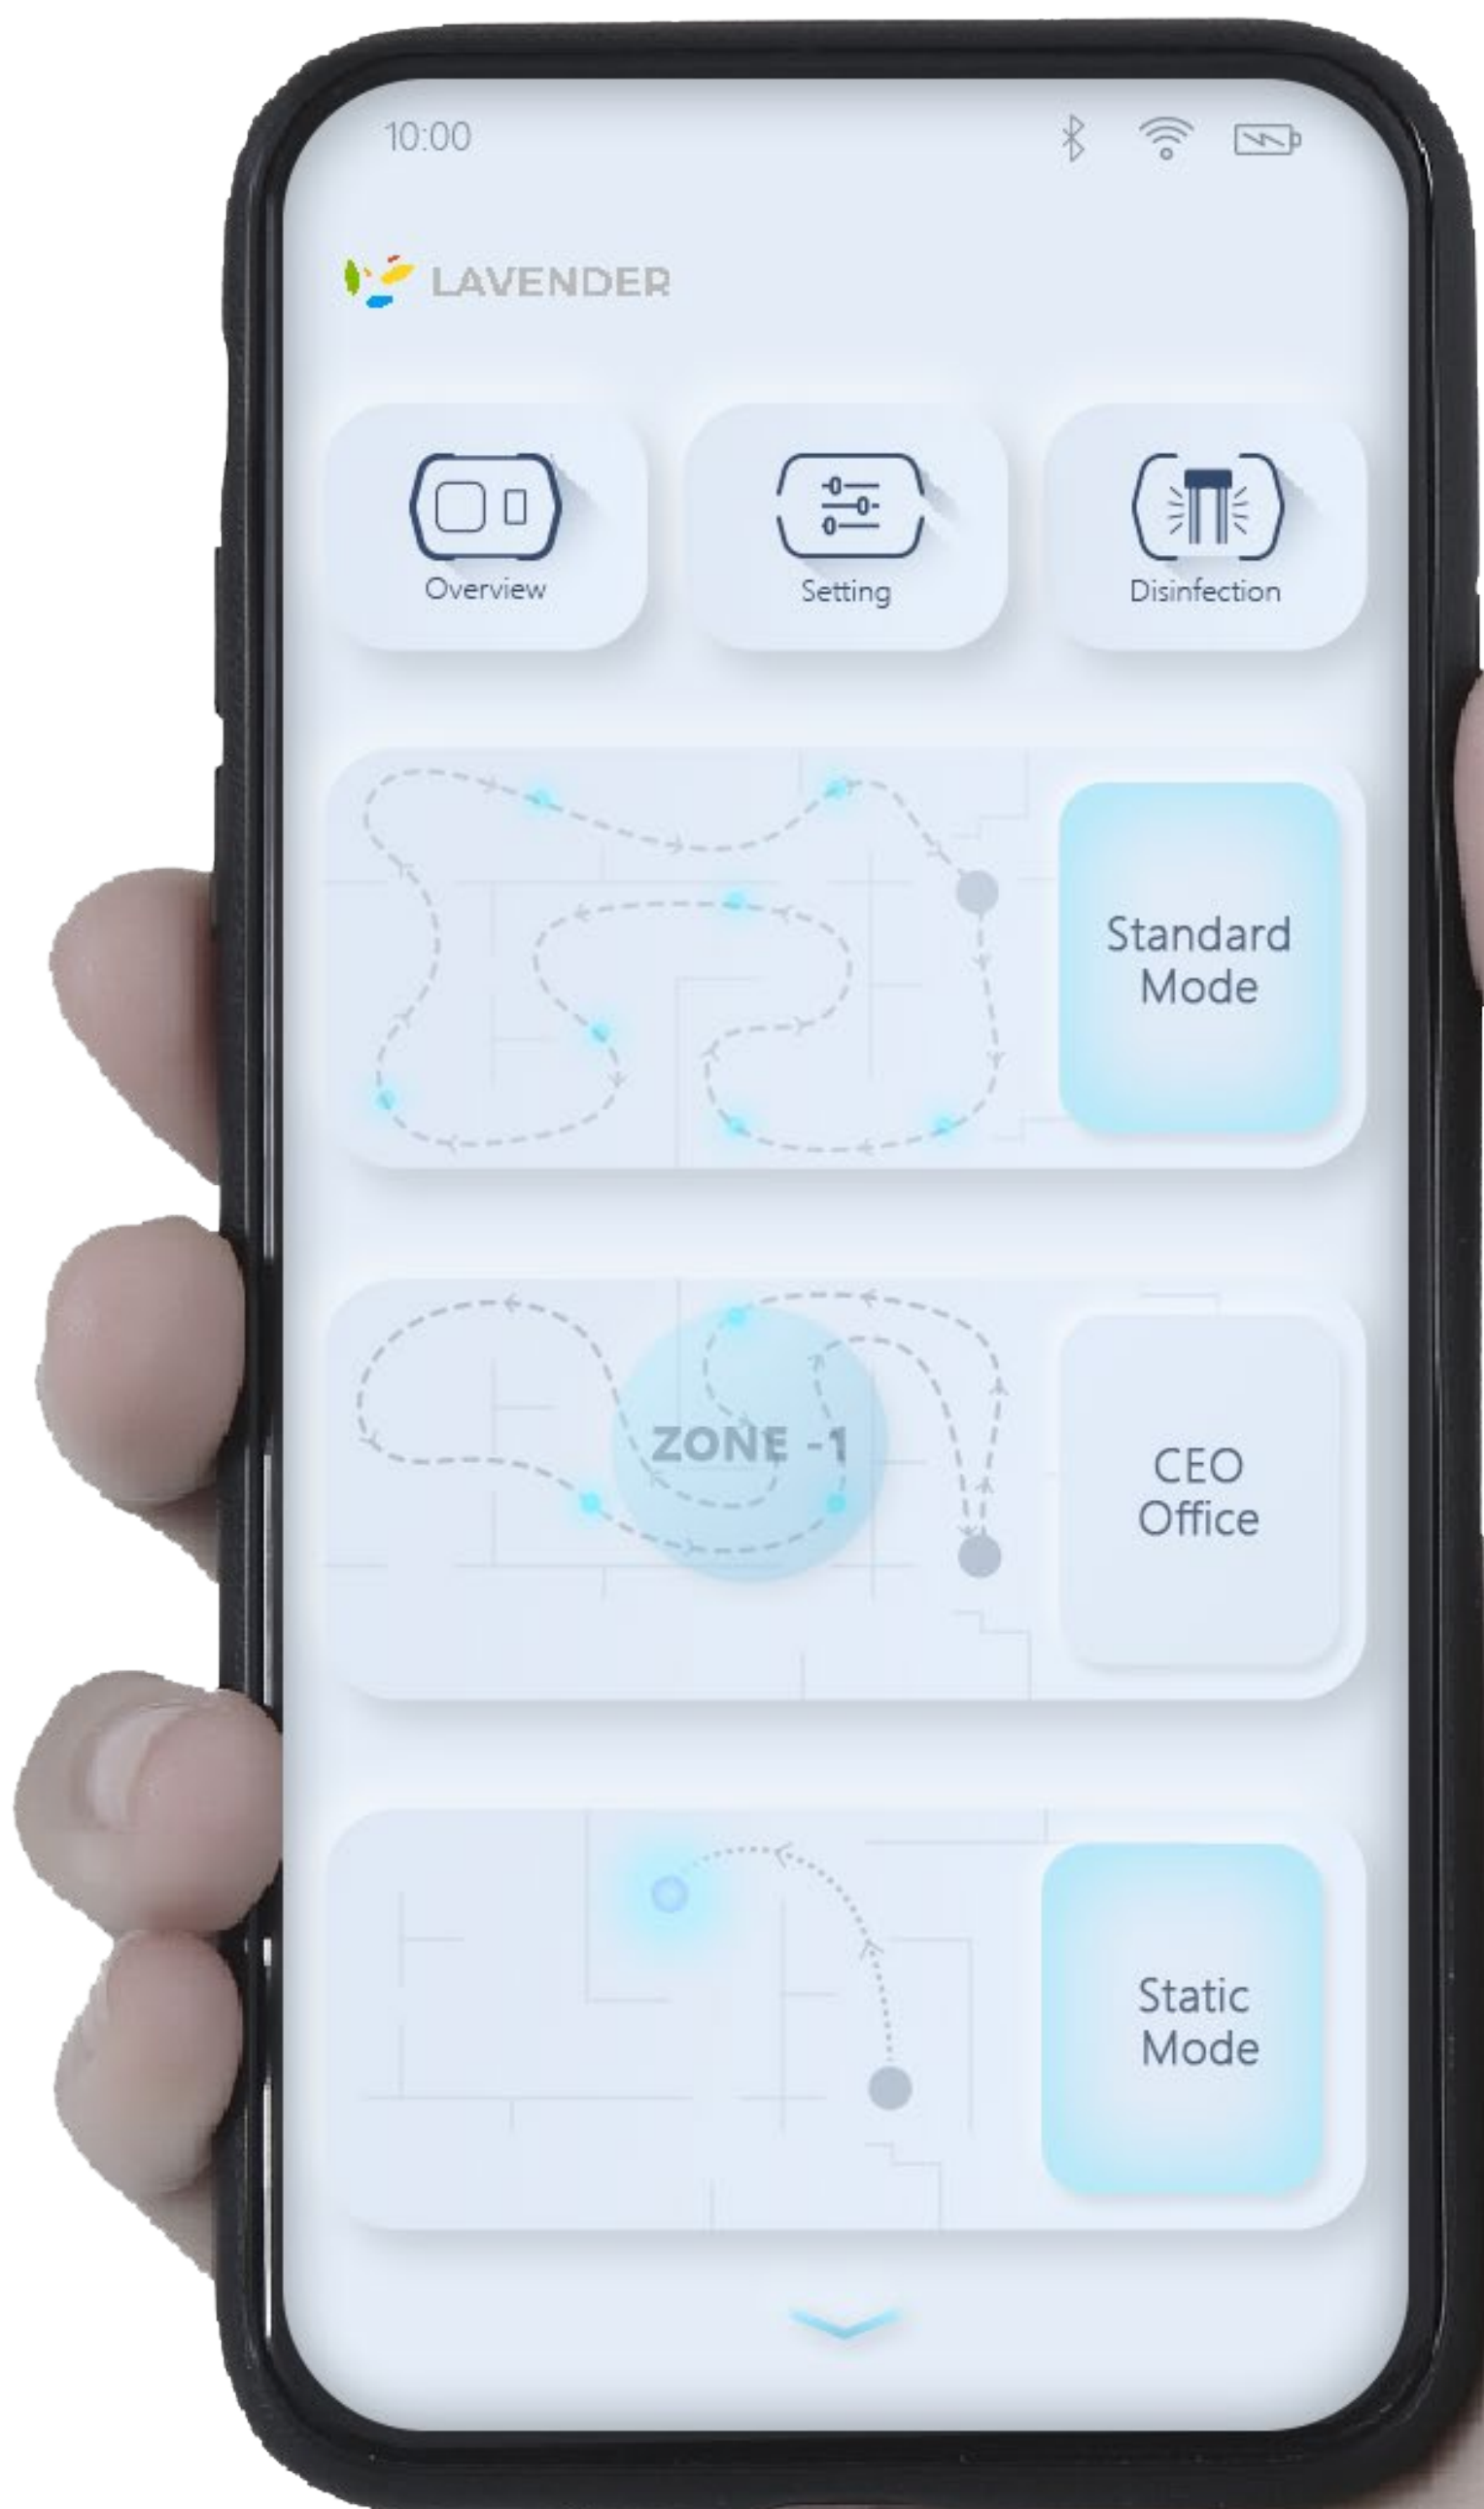 10:00
LAVENDER
Overview
Setting
Disinfection
Standard
Mode
ZONE -1
CEO
Office
Static
Mode